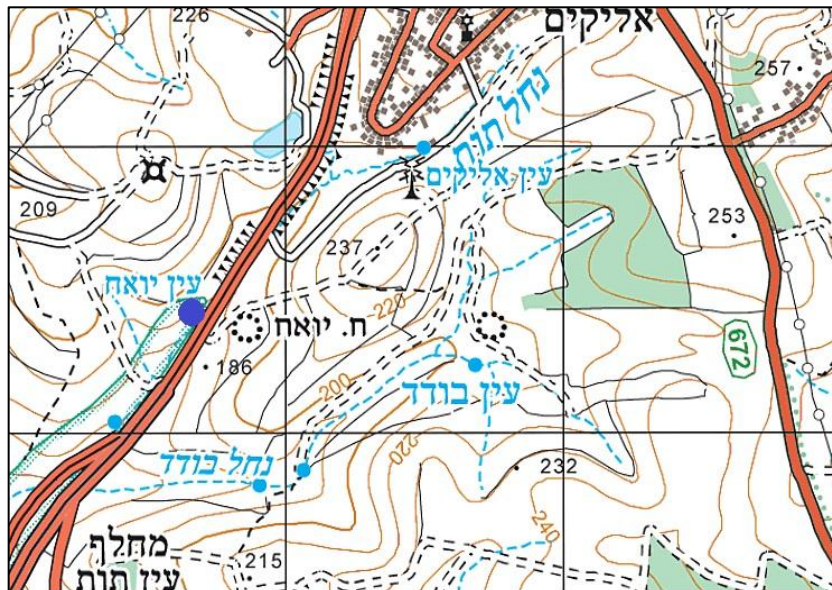 226
אליקים
257
נחל תות
עין אליקים
209
253
237
עין יואח
220
ח. יואח
672
186
200
עין בודד
220
נחל בודד
232
240
215
מחלף
עין תות